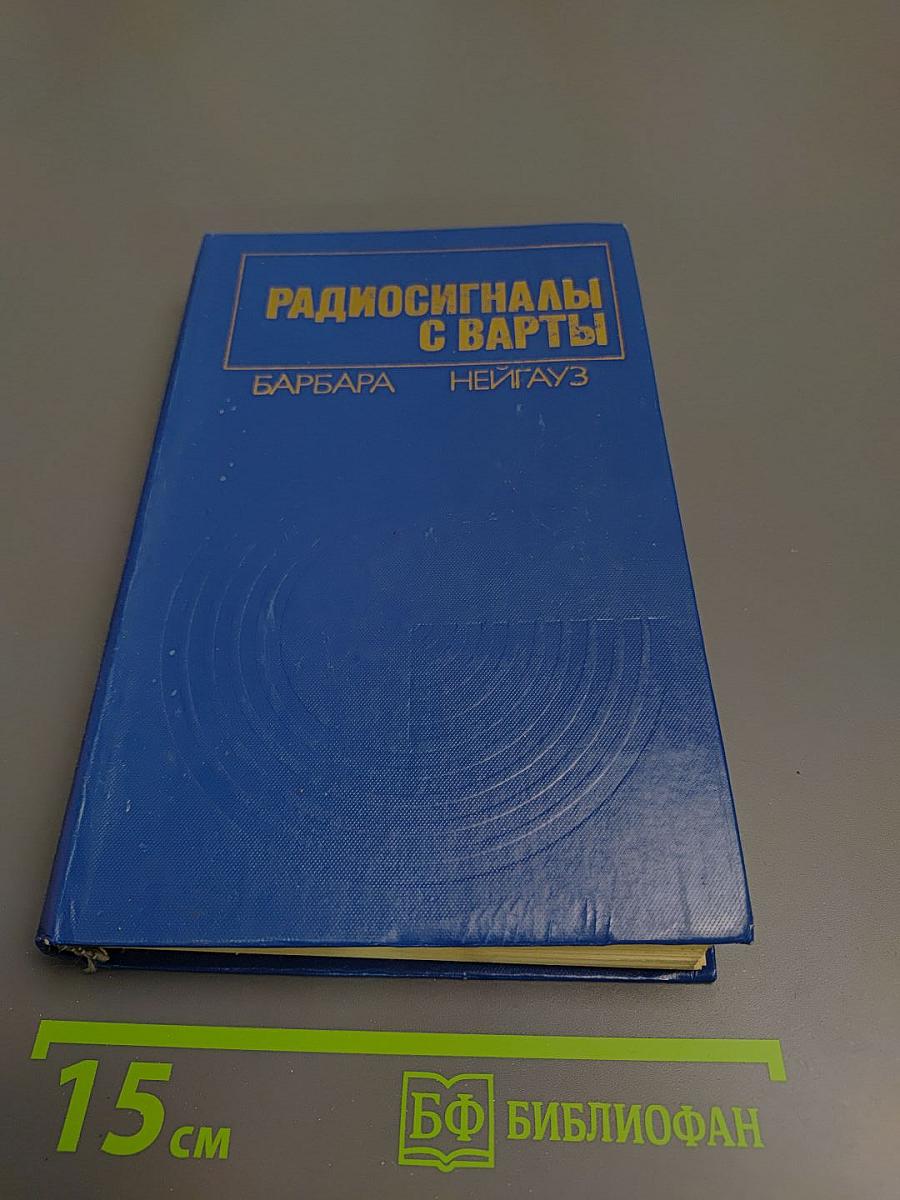 РАДИОСИГНАЛЫ
С ВАРТЫ
БАРБАРА НЕЙГАУЗ
15 см
БФ БИБЛИОФАН